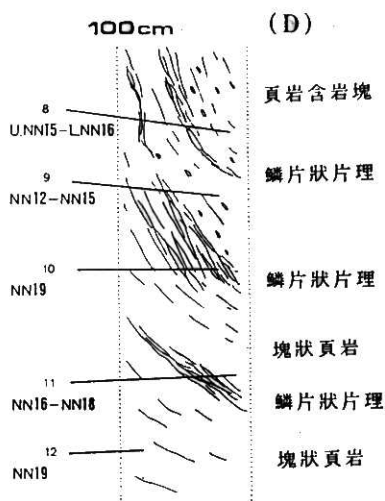 100cm
(D)
頁岩含岩塊
8
U.NN15-L.NN16
鱗片狀片理
9
NN12-NN15
10
NN19
鱗片狀片理
塊狀頁岩
11
NN16-NN18
鱗片狀片理
12
NN19
塊狀頁岩